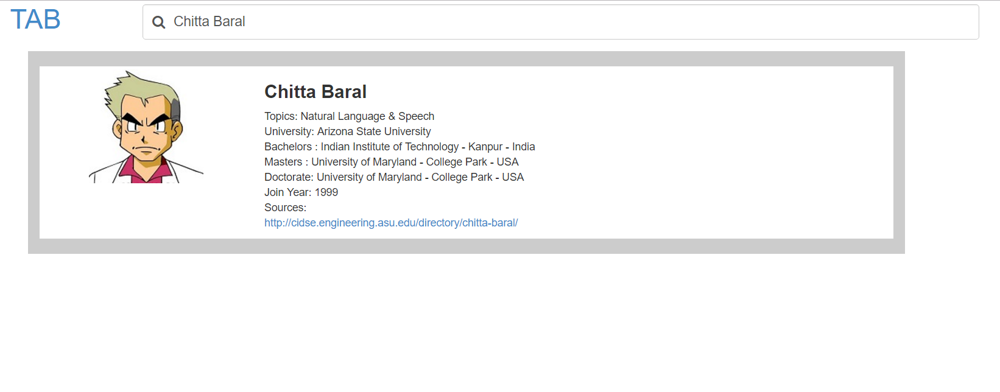 TAB
Chitta Baral
Chitta Baral
Topics: Natural Language & Speech
University: Arizona State University
Bachelors : Indian Institute of Technology - Kanpur - India
Masters : University of Maryland - College Park - USA
Doctorate: University of Maryland - College Park - USA
Join Year: 1999
Sources:
http://cidse.engineering.asu.edu/directory/chitta-baral/